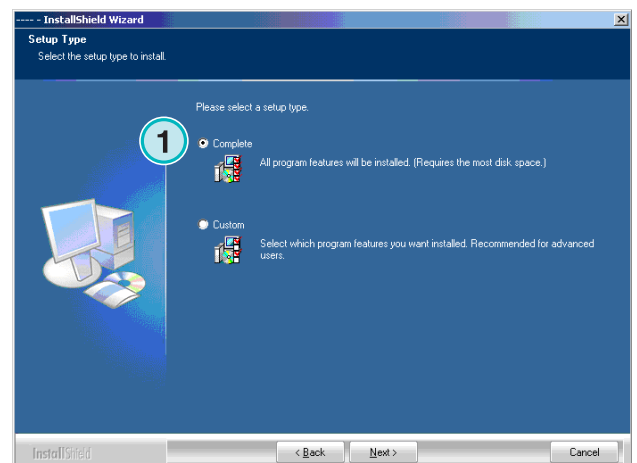 ---- - InstallShield Wizard
Setup Type
Select the setup type to install.
Please select a setup type.
1
Complete
All program features will be installed. (Requires the most disk space.)
Custom
Select which program features you want installed. Recommended for advanced
users.
InstallShield
< Back
Next >
Cancel